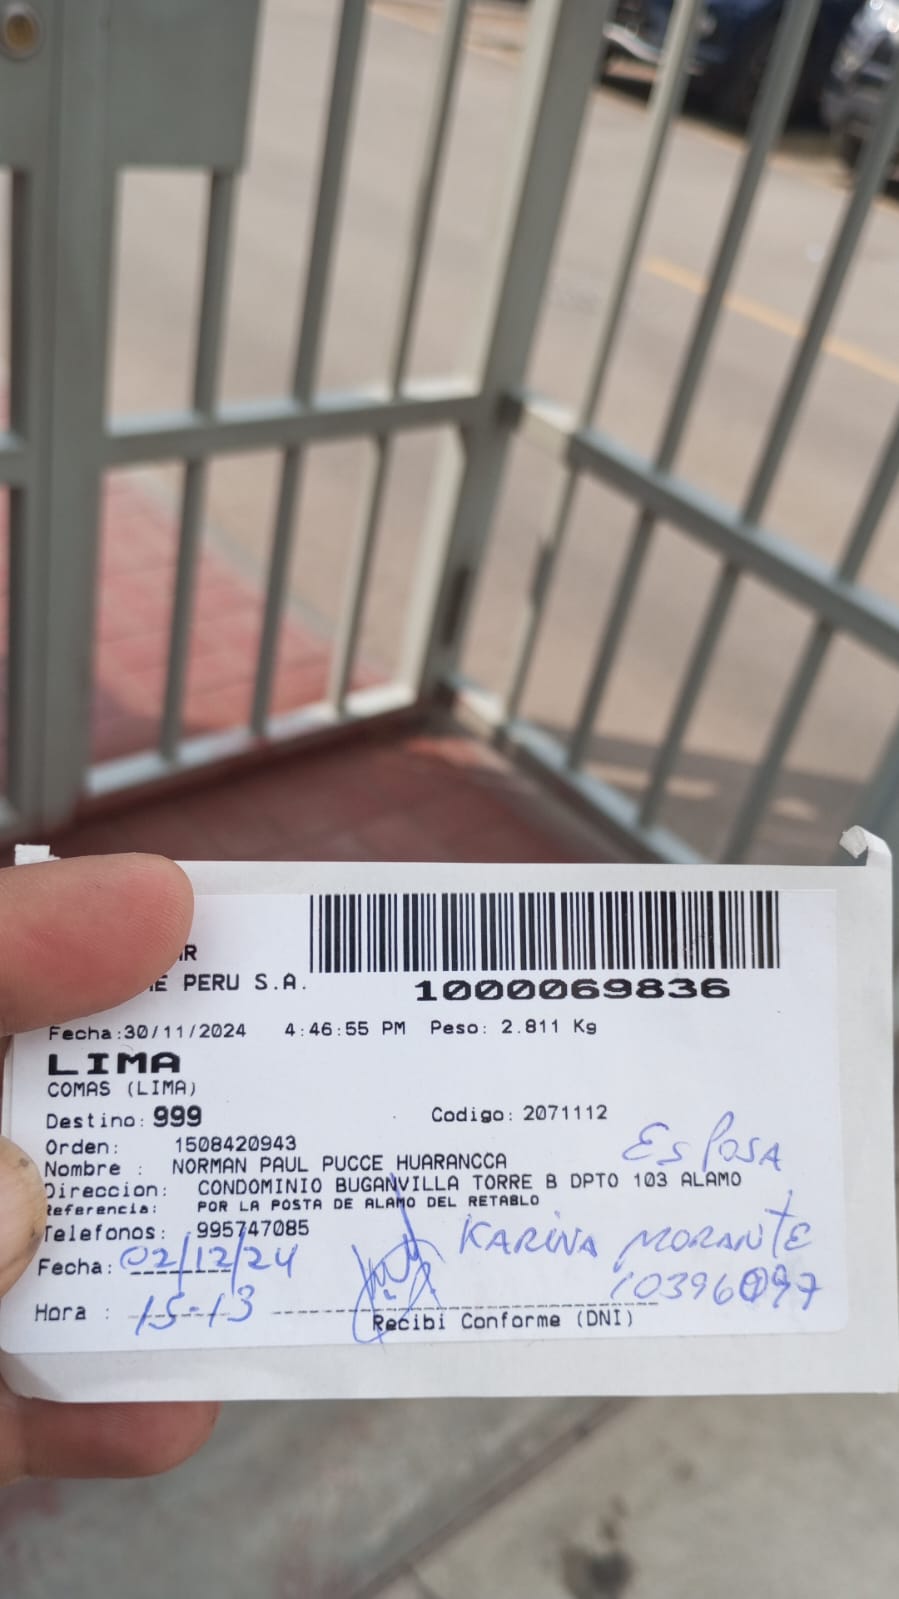 PERU S.A.
1000069836
Fecha:30/11/2024 4:46:55 PM Peso: 2.811 Kg
LIMA
COMAS (LIMA)
Destino: 999 Codigo: 2071112
Orden: 1508420943
Esposa
Nombre : NORMAN PAUL PUCCE HUARANCCA
Direccion: CONDOMINIO BUGANVILLA TORRE B DPTO 103 ALAMO
Referencia: POR LA POSTA DE ALAMO DEL RETABLO
Telefonos: 995747085
KARINA MORANTE
Fecha: 02/12/24
Hora : 15-13
Recibi Conforme (DNI)